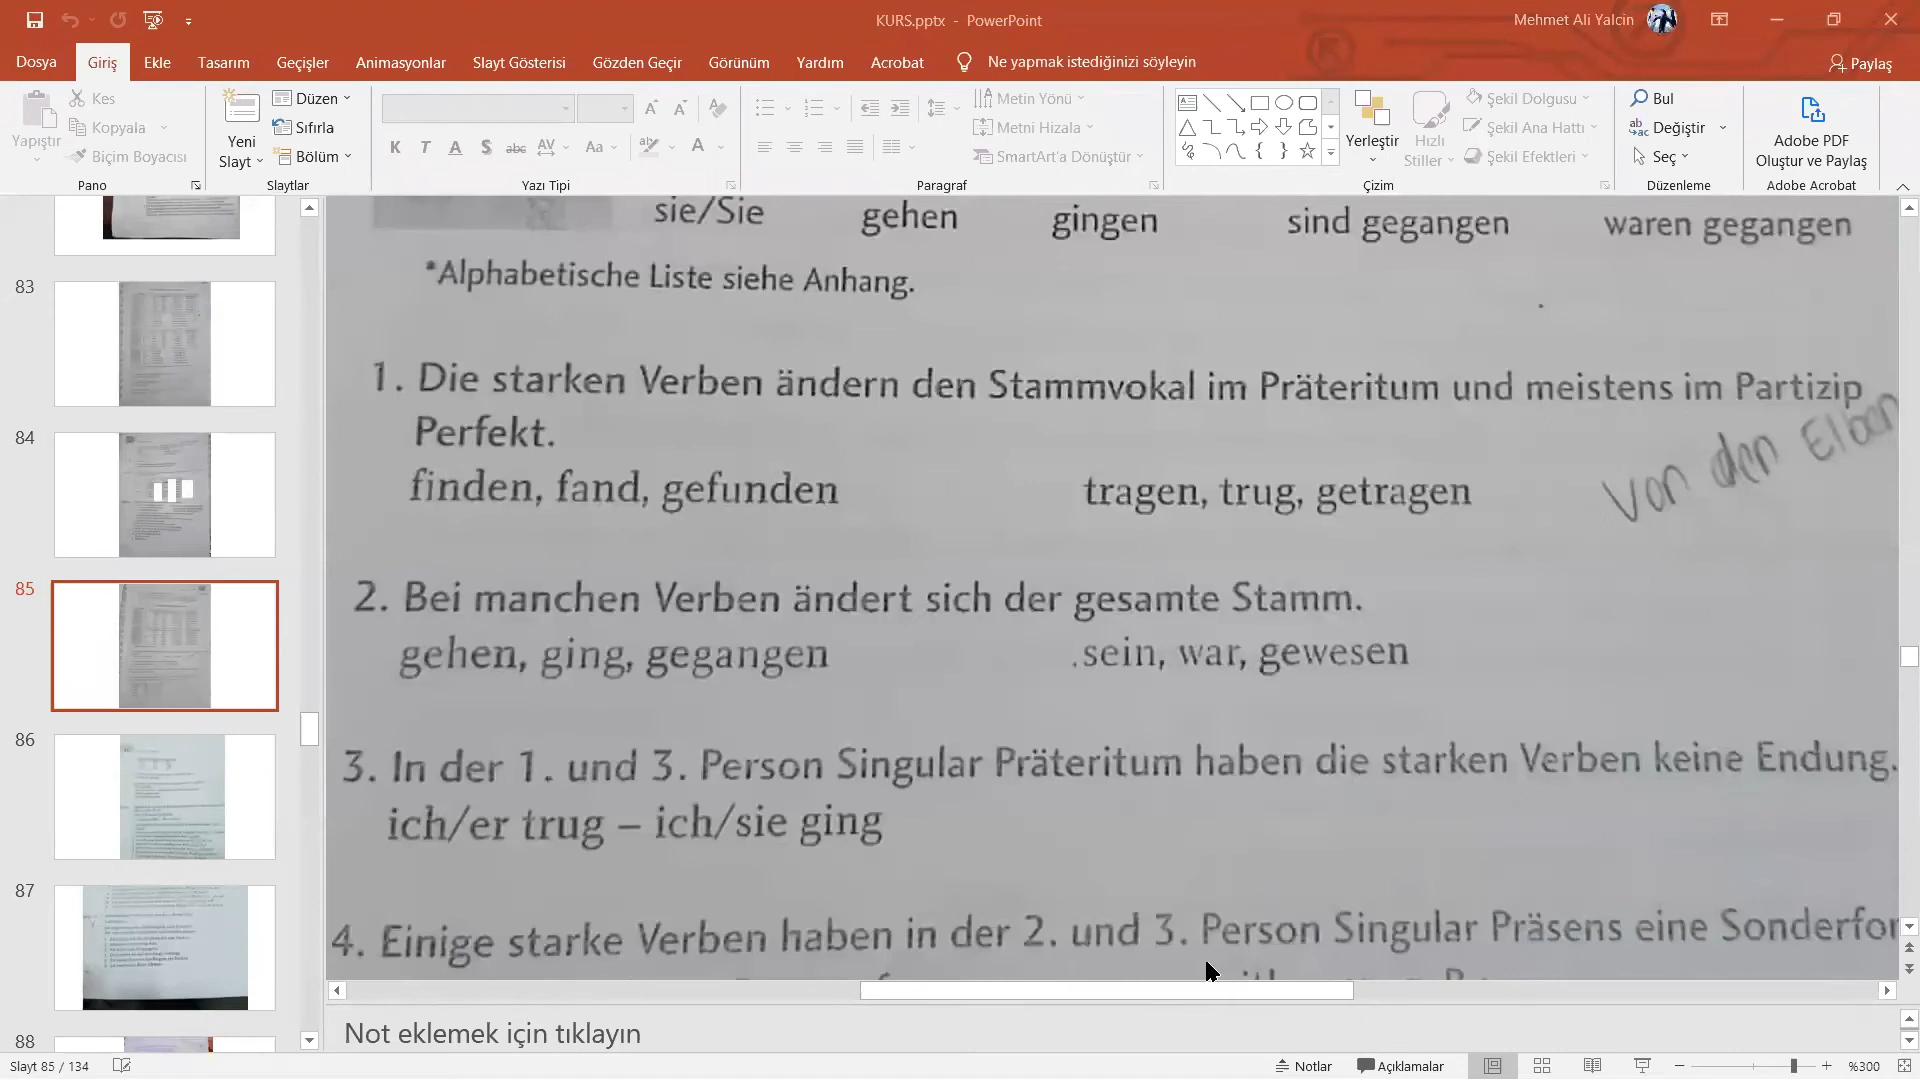 KURS.pptx - PowerPoint
Mehmet Ali Yalcin
Dosya Giriş Ekle Tasarım Geçişler Animasyonlar Slayt Gösterisi Gözden Geçir Görünüm Yardım Acrobat Ne yapmak istediğinizi söyleyin Paylaş
Yapıştır
Kes
Kopyala
Biçim Boyacısı
Pano
Yeni
Slayt
Düzen
Sıfırla
Bölüm
Slaytlar
K T A S abc AV Aa A
Yazı Tipi
Metin Yönü
Metni Hizala
SmartArt'a Dönüştür
Paragraf
Yerleştir
Hızlı
Stiller
Şekil Dolgusu
Şekil Ana Hattı
Şekil Efektleri
Çizim
Bul
Değiştir
Seç
Düzenleme
Adobe PDF
Oluştur ve Paylaş
Adobe Acrobat
83
84
85
86
87
88
sie/Sie gehen gingen sind gegangen waren gegangen
*Alphabetische Liste siehe Anhang.
1. Die starken Verben ändern den Stammvokal im Präteritum und meistens im Partizip
Perfekt.
finden, fand, gefunden tragen, trug, getragen
von den
2. Bei manchen Verben ändert sich der gesamte Stamm.
gehen, ging, gegangen sein, war, gewesen
3. In der 1. und 3. Person Singular Präteritum haben die starken Verben keine Endung.
ich/er trug – ich/sie ging
4. Einige starke Verben haben in der 2. und 3. Person Singular Präsens eine Sonderfor
Not eklemek için tıklayın
Slayt 85 / 134
Notlar Açıklamalar %300